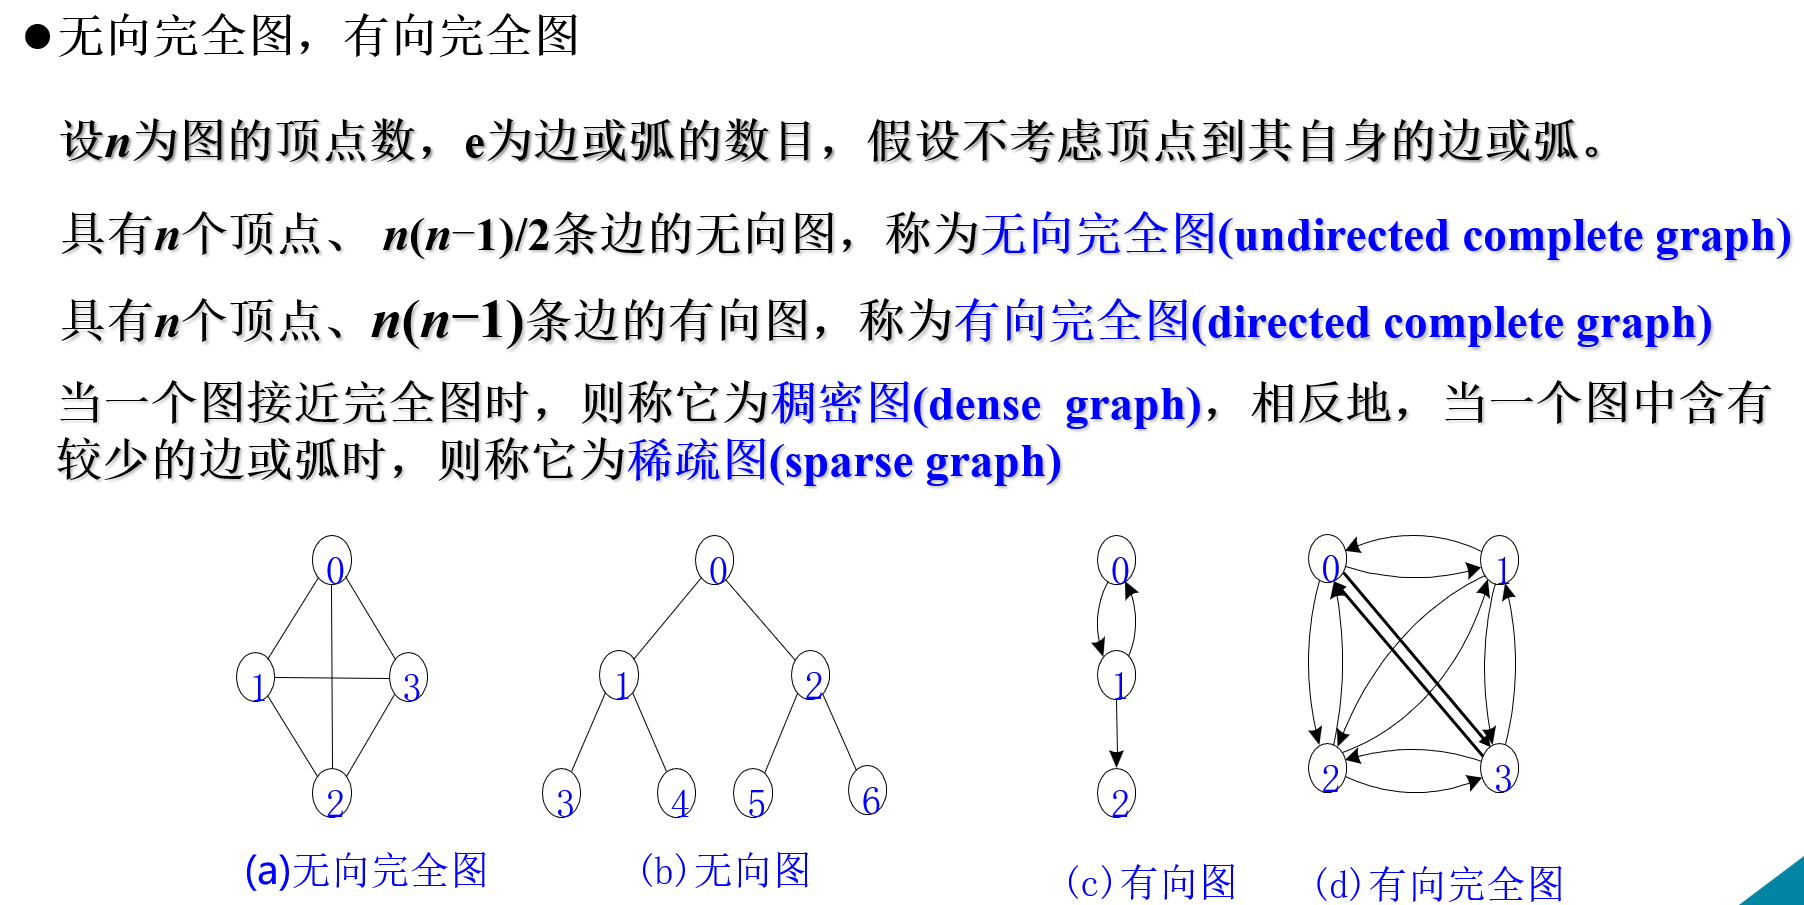 ●无向完全图，有向完全图
设n为图的顶点数，e为边或弧的数目，假设不考虑顶点到其自身的边或弧。
具有n个顶点、 n(n−1)/2条边的无向图，称为无向完全图(undirected complete graph)
具有n个顶点、n(n−1)条边的有向图，称为有向完全图(directed complete graph)
当一个图接近完全图时，则称它为稠密图(dense graph)，相反地，当一个图中含有
较少的边或弧时，则称它为稀疏图(sparse graph)
0
1
3
2
(a)无向完全图
0
1
2
3
4
5
6
(b)无向图
0
1
2
(c)有向图
0
1
2
3
(d)有向完全图